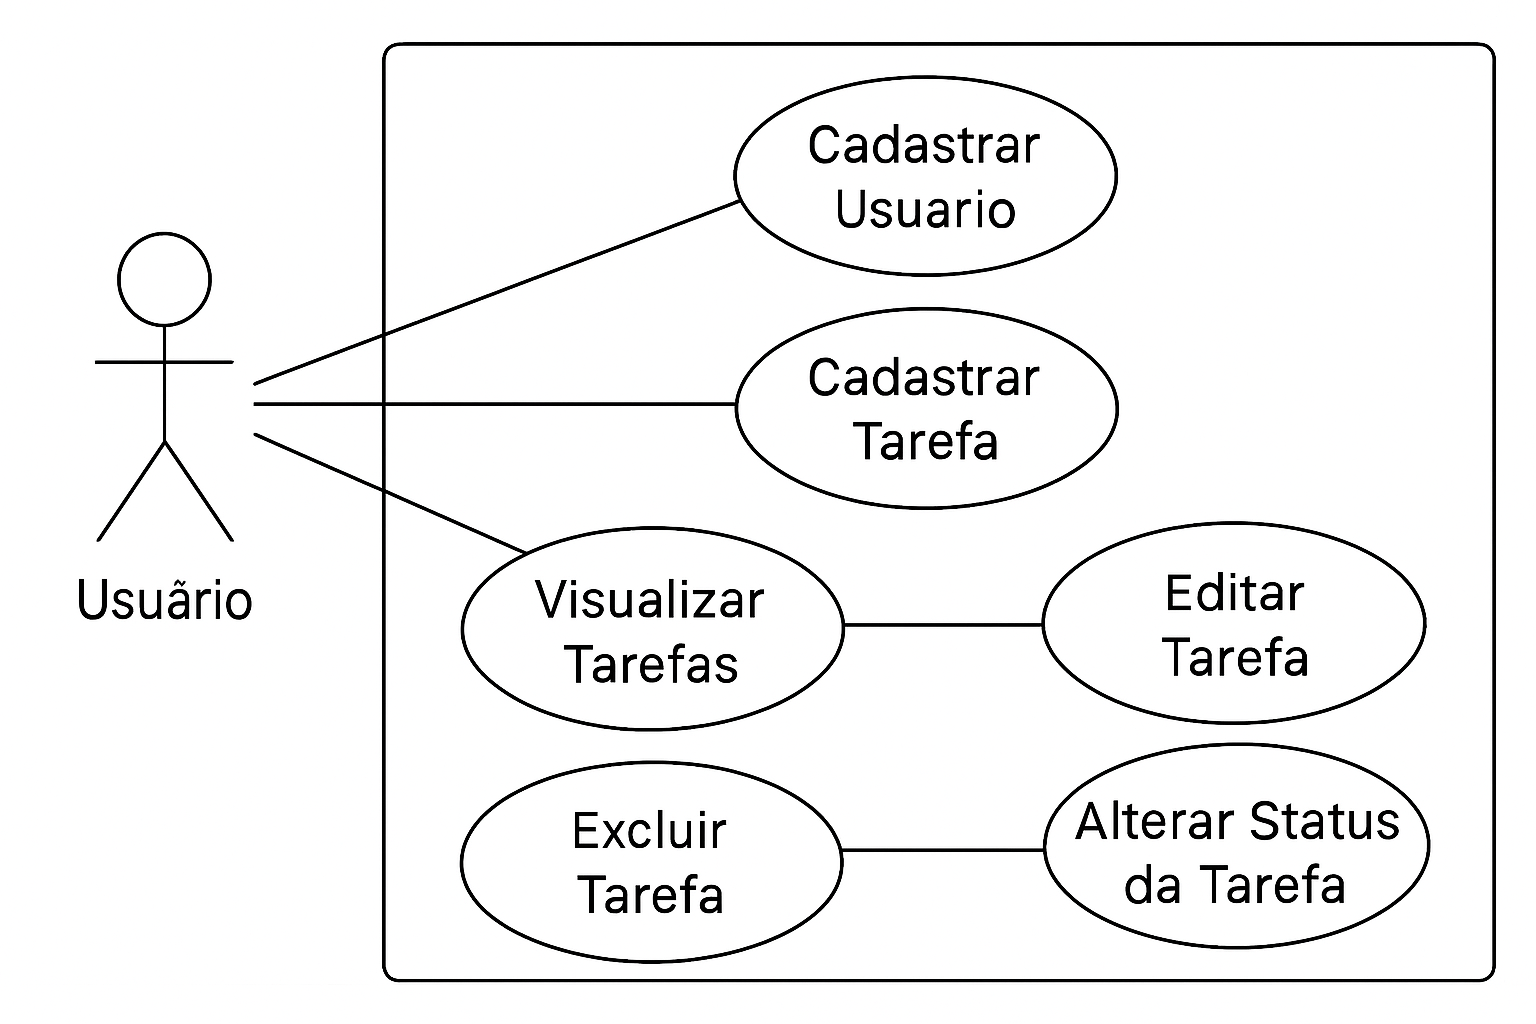 Cadastrar
Usuario
Cadastrar
Tarefa
Usuãrio
Visualizar
Tarefas
Editar
Tarefa
Excluir
Tarefa
Alterar Status
da Tarefa